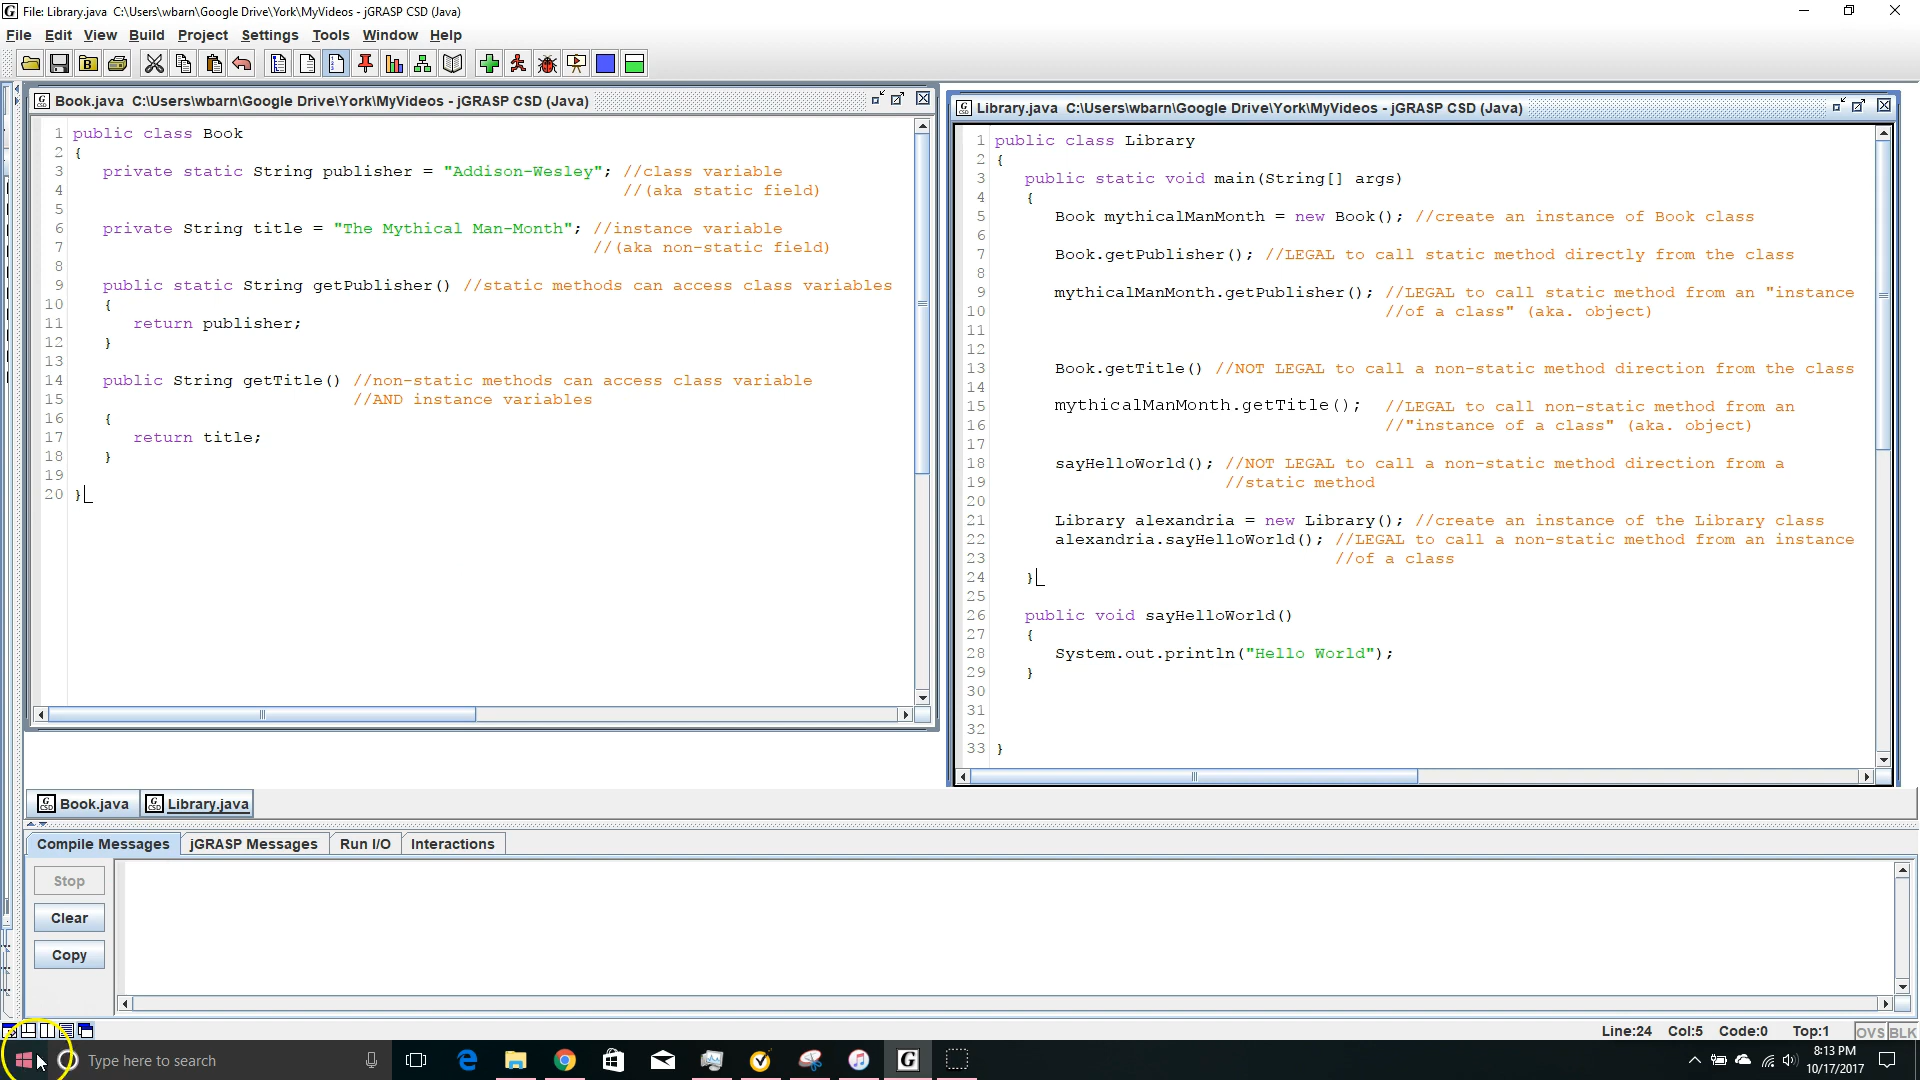 File: Library.java  C:\Users\wbarn\Google Drive\York\MyVideos - jGRASP CSD (Java)
File Edit View Build Project Settings Tools Window Help
Book.java  C:\Users\wbarn\Google Drive\York\MyVideos - jGRASP CSD (Java)
1 public class Book
2 {
3 private static String publisher = "Addison-Wesley"; //class variable
4 //(aka static field)
5
6 private String title = "The Mythical Man-Month"; //instance variable
7 //(aka non-static field)
8
9 public static String getPublisher() //static methods can access class variables
10 {
11 return publisher;
12 }
13
14 public String getTitle() //non-static methods can access class variable
15 //AND instance variables
16 {
17 return title;
18 }
19
20 }
Library.java  C:\Users\wbarn\Google Drive\York\MyVideos - jGRASP CSD (Java)
1 public class Library
2 {
3 public static void main(String[] args)
4 {
5 Book mythicalManMonth = new Book(); //create an instance of Book class
6
7 Book.getPublisher(); //LEGAL to call static method directly from the class
8
9 mythicalManMonth.getPublisher(); //LEGAL to call static method from an "instance
10 //of a class" (aka. object)
11
12
13 Book.getTitle() //NOT LEGAL to call a non-static method direction from the class
14
15 mythicalManMonth.getTitle(); //LEGAL to call non-static method from an
16 //"instance of a class" (aka. object)
17
18 sayHelloWorld(); //NOT LEGAL to call a non-static method direction from a
19 //static method
20
21 Library alexandria = new Library(); //create an instance of the Library class
22 alexandria.sayHelloWorld(); //LEGAL to call a non-static method from an instance
23 //of a class
24 }
25
26 public void sayHelloWorld()
27 {
28 System.out.println("Hello World");
29 }
30
31
32
33 }
Book.java Library.java
Compile Messages jGRASP Messages Run I/O Interactions
Stop
Clear
Copy
Line:24 Col:5 Code:0 Top:1 OVS BLK
Type here to search
8:13 PM
10/17/2017